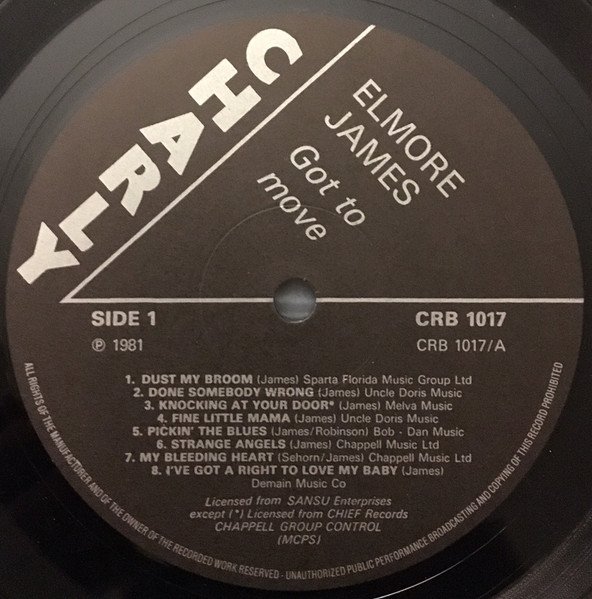 CHARLY
ELMORE
JAMES
Got to
move
SIDE 1
CRB 1017
℗ 1981
CRB 1017/A
1. DUST MY BROOM (James) Sparta Florida Music Group Ltd
2. DONE SOMEBODY WRONG (James) Uncle Doris Music
3. KNOCKING AT YOUR DOOR* (James) Melva Music
4. FINE LITTLE MAMA (James) Uncle Doris Music
5. PICKIN' THE BLUES (James/Robinson) Bob - Dan Music
6. STRANGE ANGELS (James) Chappell Music Ltd
7. MY BLEEDING HEART (Sehorn/James) Chappell Music Ltd
8. I'VE GOT A RIGHT TO LOVE MY BABY (James)
Demain Music Co
Licensed from SANSU Enterprises
except (*) Licensed from CHIEF Records
CHAPPELL GROUP CONTROL
(MCPS)
ALL RIGHTS OF THE MANUFACTURER AND OF THE OWNER OF THE RECORDED WORK RESERVED - UNAUTHORIZED PUBLIC PERFORMANCE BROADCASTING AND COPYING OF THIS RECORD PROHIBITED